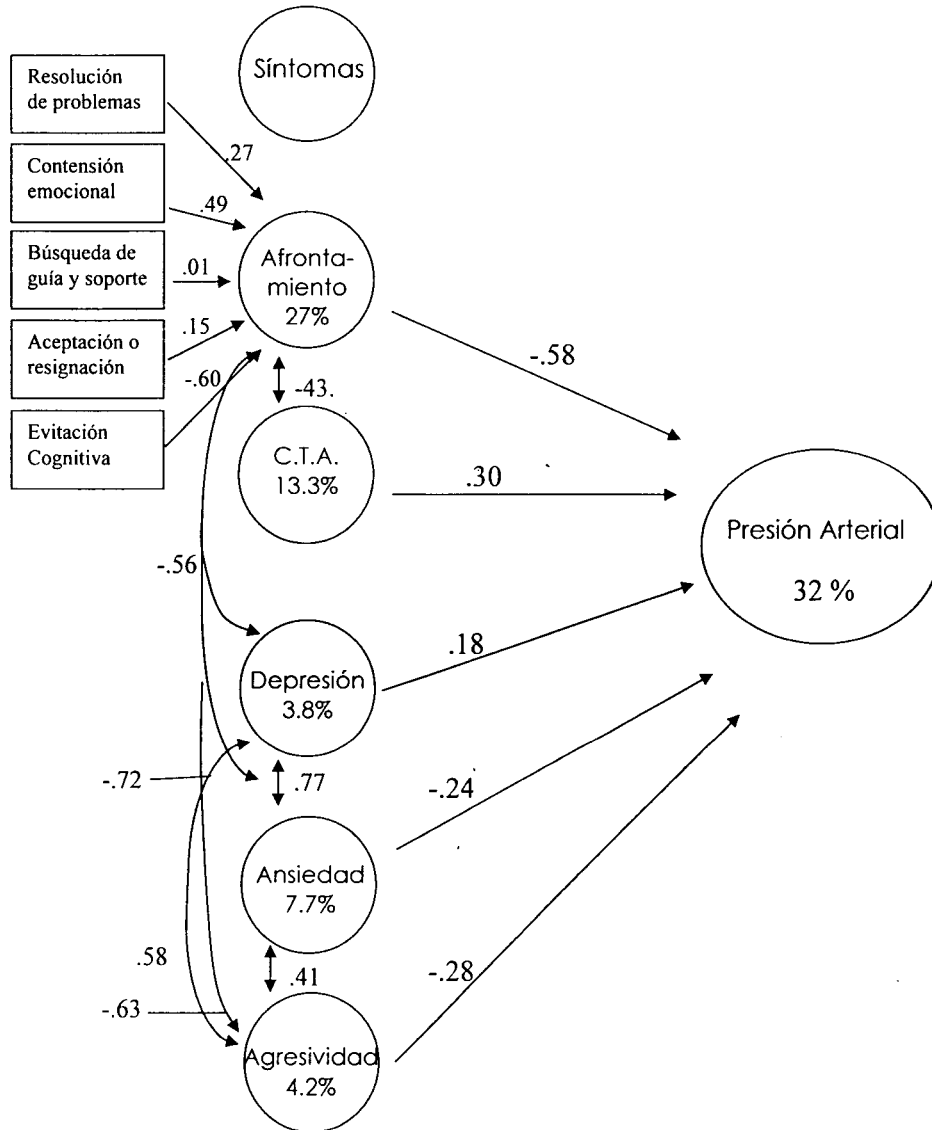 Síntomas
Resolución
de problemas
.27
Contensión
emocional
.49
Búsqueda de
guía y soporte
.01
Afronta-
miento
27%
Aceptación o
resignación
.15
-.60
Evitación
Cognitiva
-43.
-.58
C.T.A.
13.3%
.30
Presión Arterial
32 %
-.56
.18
Depresión
3.8%
-.72
.77
-.24
Ansiedad
7.7%
.58
.41
-.28
-.63
Agresividad
4.2%